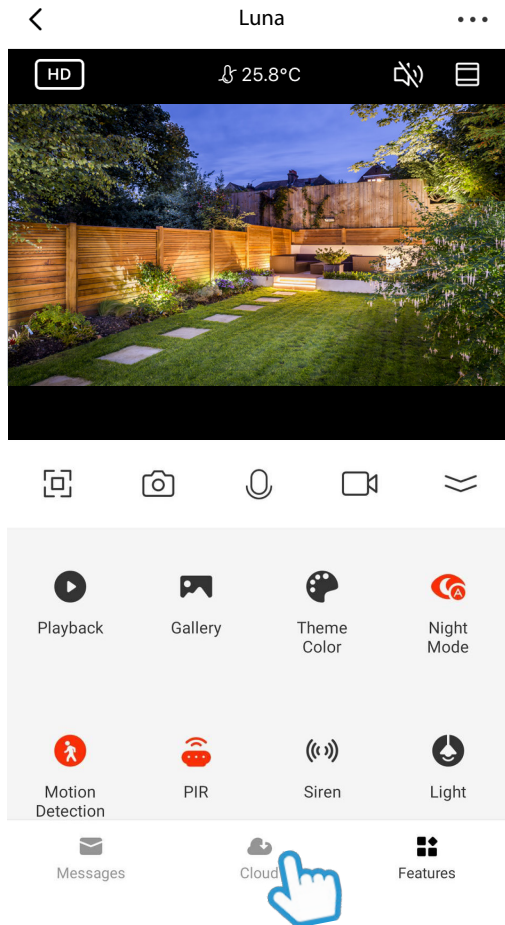 Luna
HD 25.8°C
Playback Gallery Theme Night
Color Mode
A
Motion PIR Siren Light
Detection
Messages Cloud Features